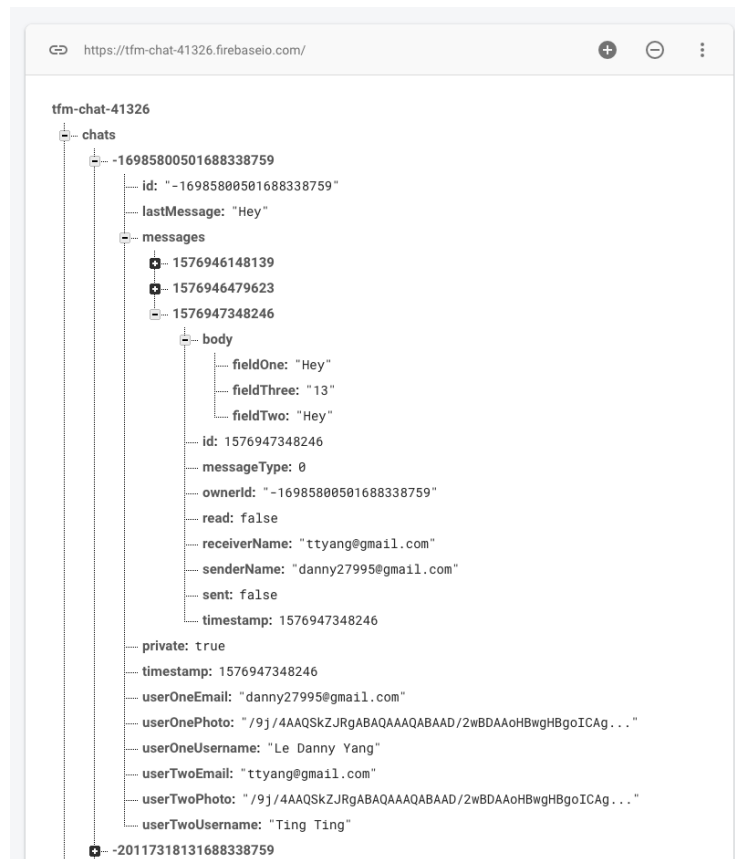 https://tfm-chat-41326.firebaseio.com/
tfm-chat-41326
chats
-16985800501688338759
id: "-16985800501688338759"
lastMessage: "Hey"
messages
1576946148139
1576946479623
1576947348246
body
fieldOne: "Hey"
fieldThree: "13"
fieldTwo: "Hey"
id: 1576947348246
messageType: 0
ownerId: "-16985800501688338759"
read: false
receiverName: "ttyang@gmail.com"
senderName: "danny27995@gmail.com"
sent: false
timestamp: 1576947348246
private: true
timestamp: 1576947348246
userOneEmail: "danny27995@gmail.com"
userOnePhoto: "/9j/4AAQSkZJRgABAQAAAQABAAD/2wBDAAoHBwgHBgoICAg..."
userOneUsername: "Le Danny Yang"
userTwoEmail: "ttyang@gmail.com"
userTwoPhoto: "/9j/4AAQSkZJRgABAQAAAQABAAD/2wBDAAoHBwgHBgoICAg..."
userTwoUsername: "Ting Ting"
-20117318131688338759